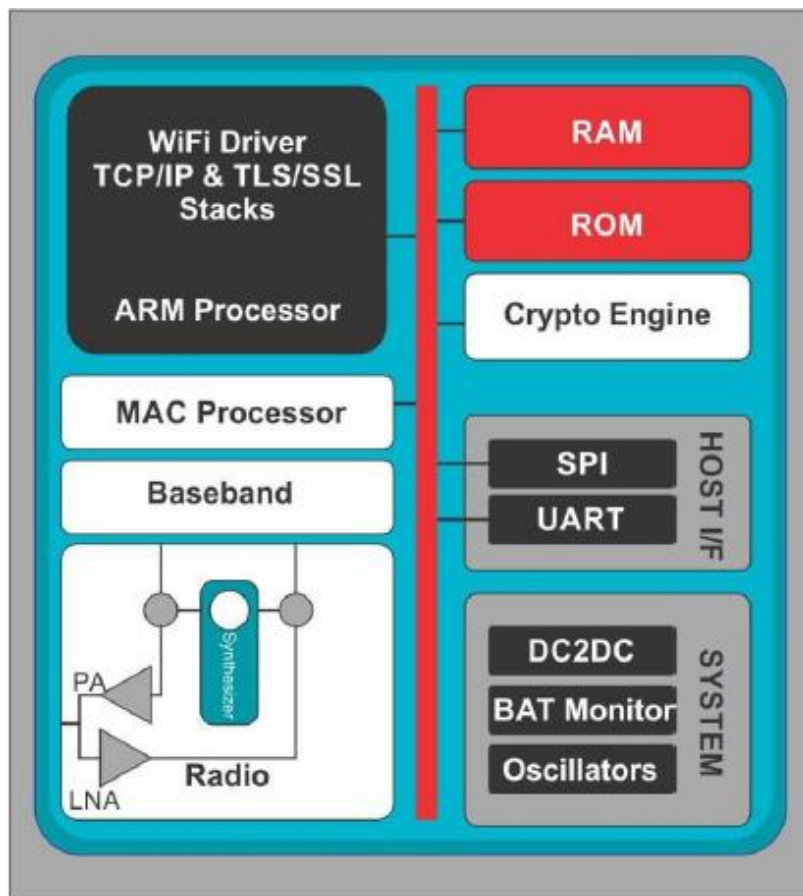 WiFi Driver
TCP/IP & TLS/SSL
Stacks
ARM Processor
MAC Processor
Baseband
Synthesizer
PA
LNA
Radio
RAM
ROM
Crypto Engine
SPI
UART
HOST I/F
DC2DC
BAT Monitor
Oscillators
SYSTEM